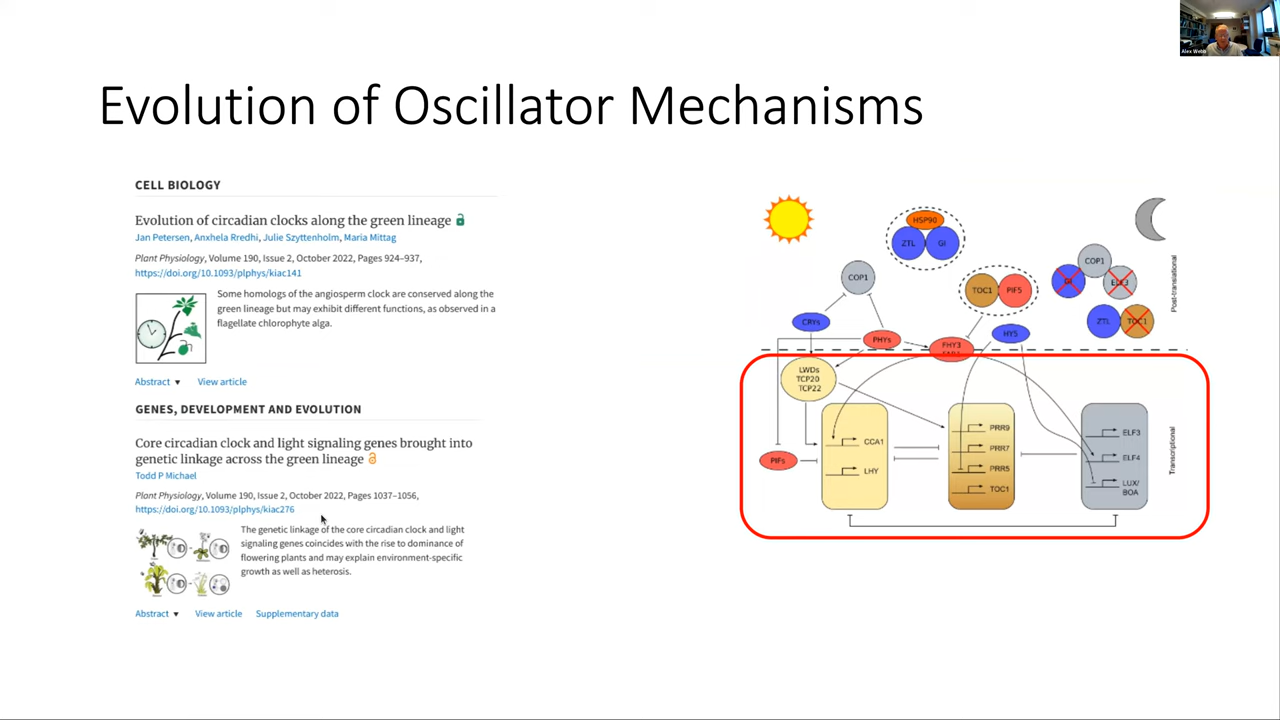 Alex Webb
Evolution of Oscillator Mechanisms
CELL BIOLOGY
Evolution of circadian clocks along the green lineage
Jan Petersen, Anxhela Rredhi, Julie Szyttenholm, Maria Mittag
Plant Physiology, Volume 190, Issue 2, October 2022, Pages 924–937,
https://doi.org/10.1093/plphys/kiac141
Some homologs of the angiosperm clock are conserved along the
green lineage but may exhibit different functions, as observed in a
flagellate chlorophyte alga.
Abstract View article
GENES, DEVELOPMENT AND EVOLUTION
Core circadian clock and light signaling genes brought into
genetic linkage across the green lineage
Todd P Michael
Plant Physiology, Volume 190, Issue 2, October 2022, Pages 1037–1056,
https://doi.org/10.1093/plphys/kiac276
The genetic linkage of the core circadian clock and light
signaling genes coincides with the rise to dominance of
flowering plants and may explain environment-specific
growth as well as heterosis.
Abstract View article Supplementary data
HSP90
ZTL GI
COP1
TOC1 PIF5
COP1
GI ELF3
ZTL TOC1
Post-translational
CRYs
PHYs
HY5
FHY3
LWDs
TCP20
TCP22
PIFs
CCA1
LHY
PRR9
PRR7
PRR5
TOC1
ELF3
ELF4
LUX/
BOA
Transcriptional